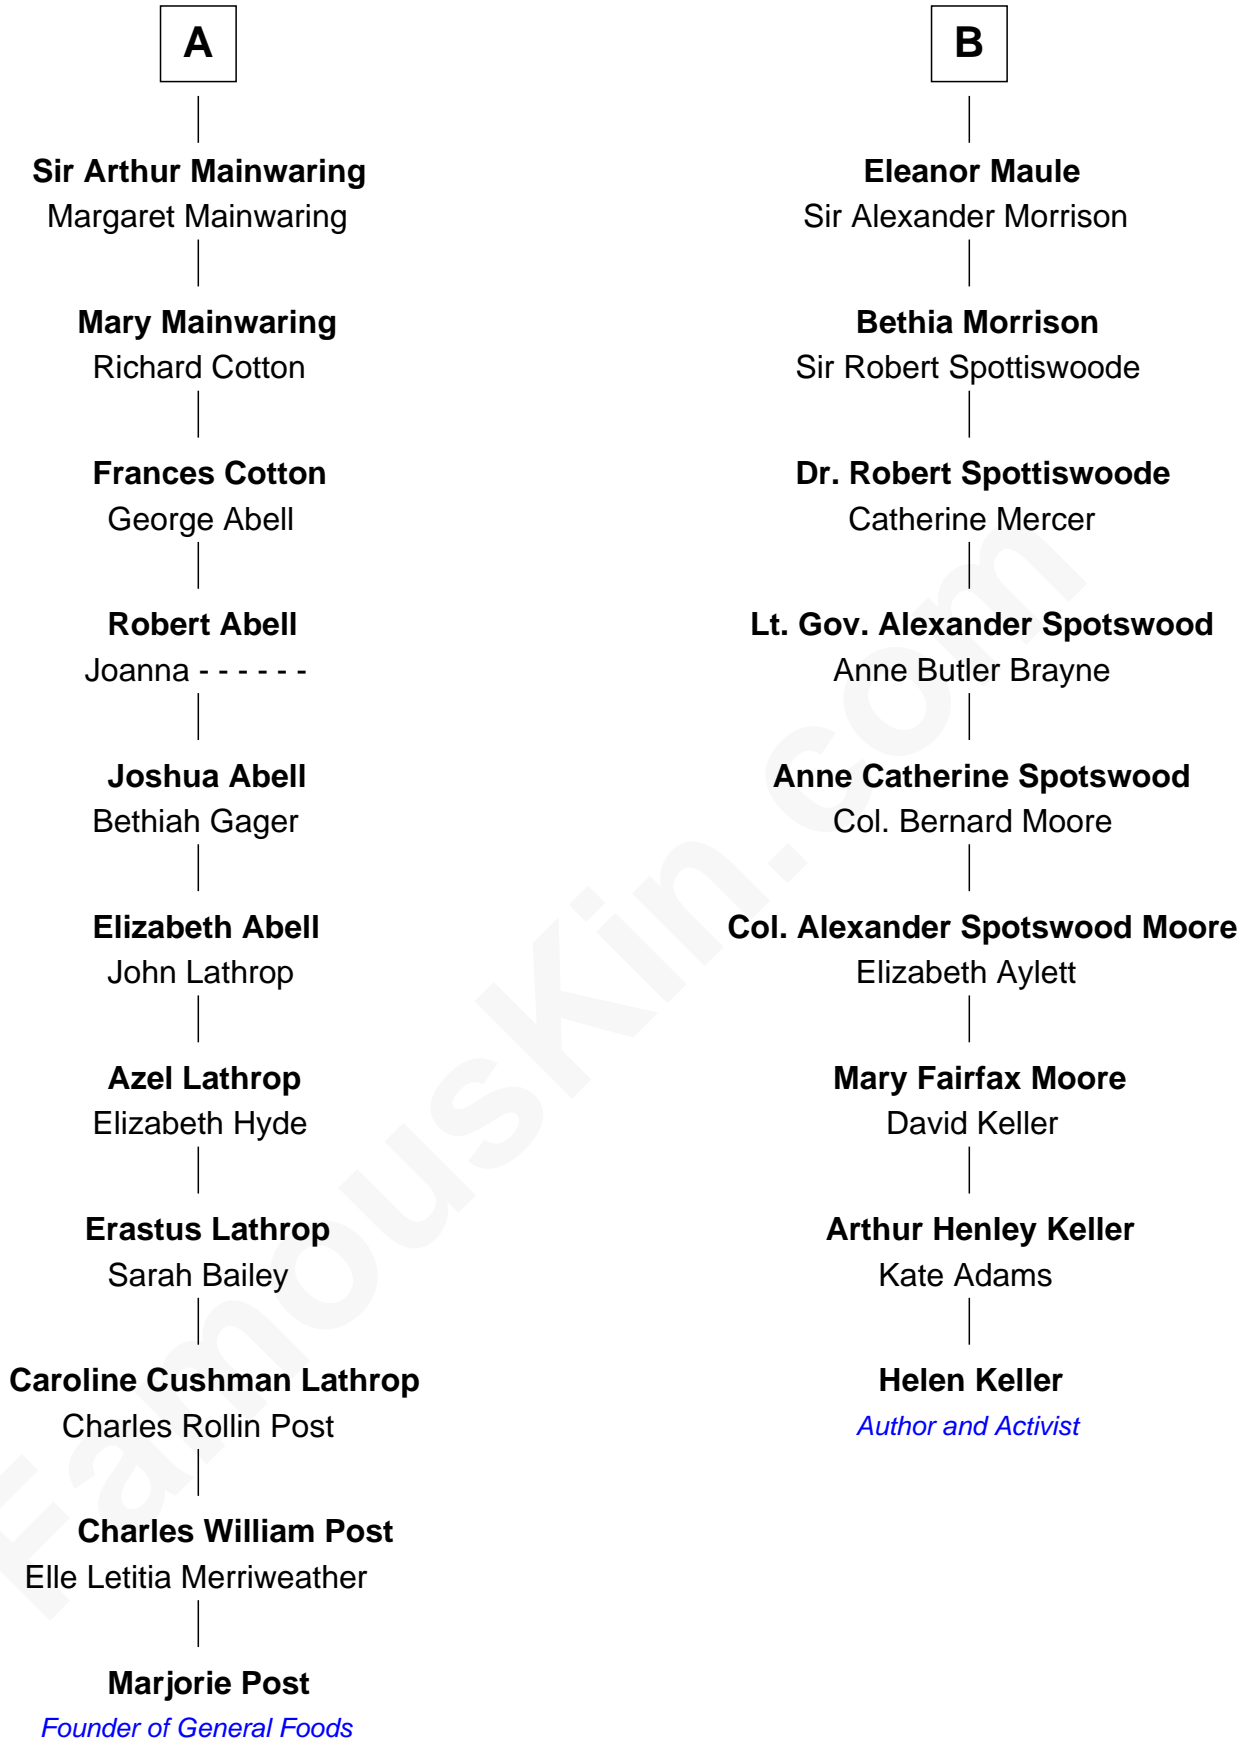 A
Sir Arthur Mainwaring
Margaret Mainwaring
Mary Mainwaring
Richard Cotton
Frances Cotton
George Abell
Robert Abell
Joanna - - - - - -
Joshua Abell
Bethiah Gager
Elizabeth Abell
John Lathrop
Azel Lathrop
Elizabeth Hyde
Erastus Lathrop
Sarah Bailey
Caroline Cushman Lathrop
Charles Rollin Post
Charles William Post
Elle Letitia Merriweather
Marjorie Post
Founder of General Foods
B
Eleanor Maule
Sir Alexander Morrison
Bethia Morrison
Sir Robert Spottiswoode
Dr. Robert Spottiswoode
Catherine Mercer
Lt. Gov. Alexander Spotswood
Anne Butler Brayne
Anne Catherine Spotswood
Col. Bernard Moore
Col. Alexander Spotswood Moore
Elizabeth Aylett
Mary Fairfax Moore
David Keller
Arthur Henley Keller
Kate Adams
Helen Keller
Author and Activist
FamousKin.com